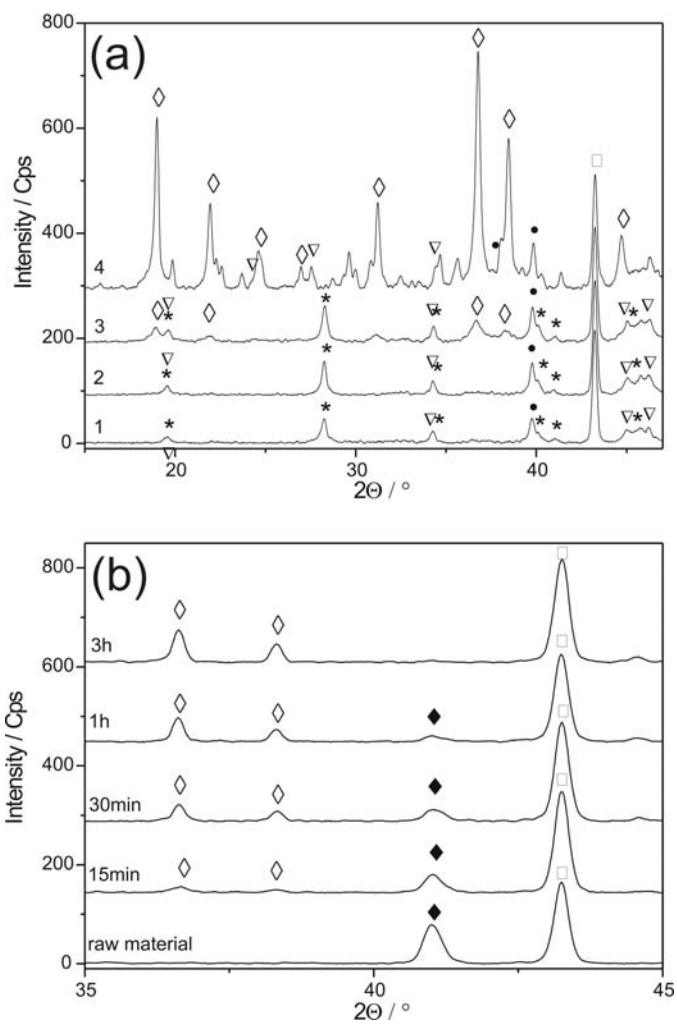 (a)
Intensity / Cps
800
600
400
200
0
4
3
2
1
20
30
40
2Θ / °
(b)
Intensity / Cps
800
600
400
200
0
3h
1h
30min
15min
raw material
35
40
45
2Θ / °